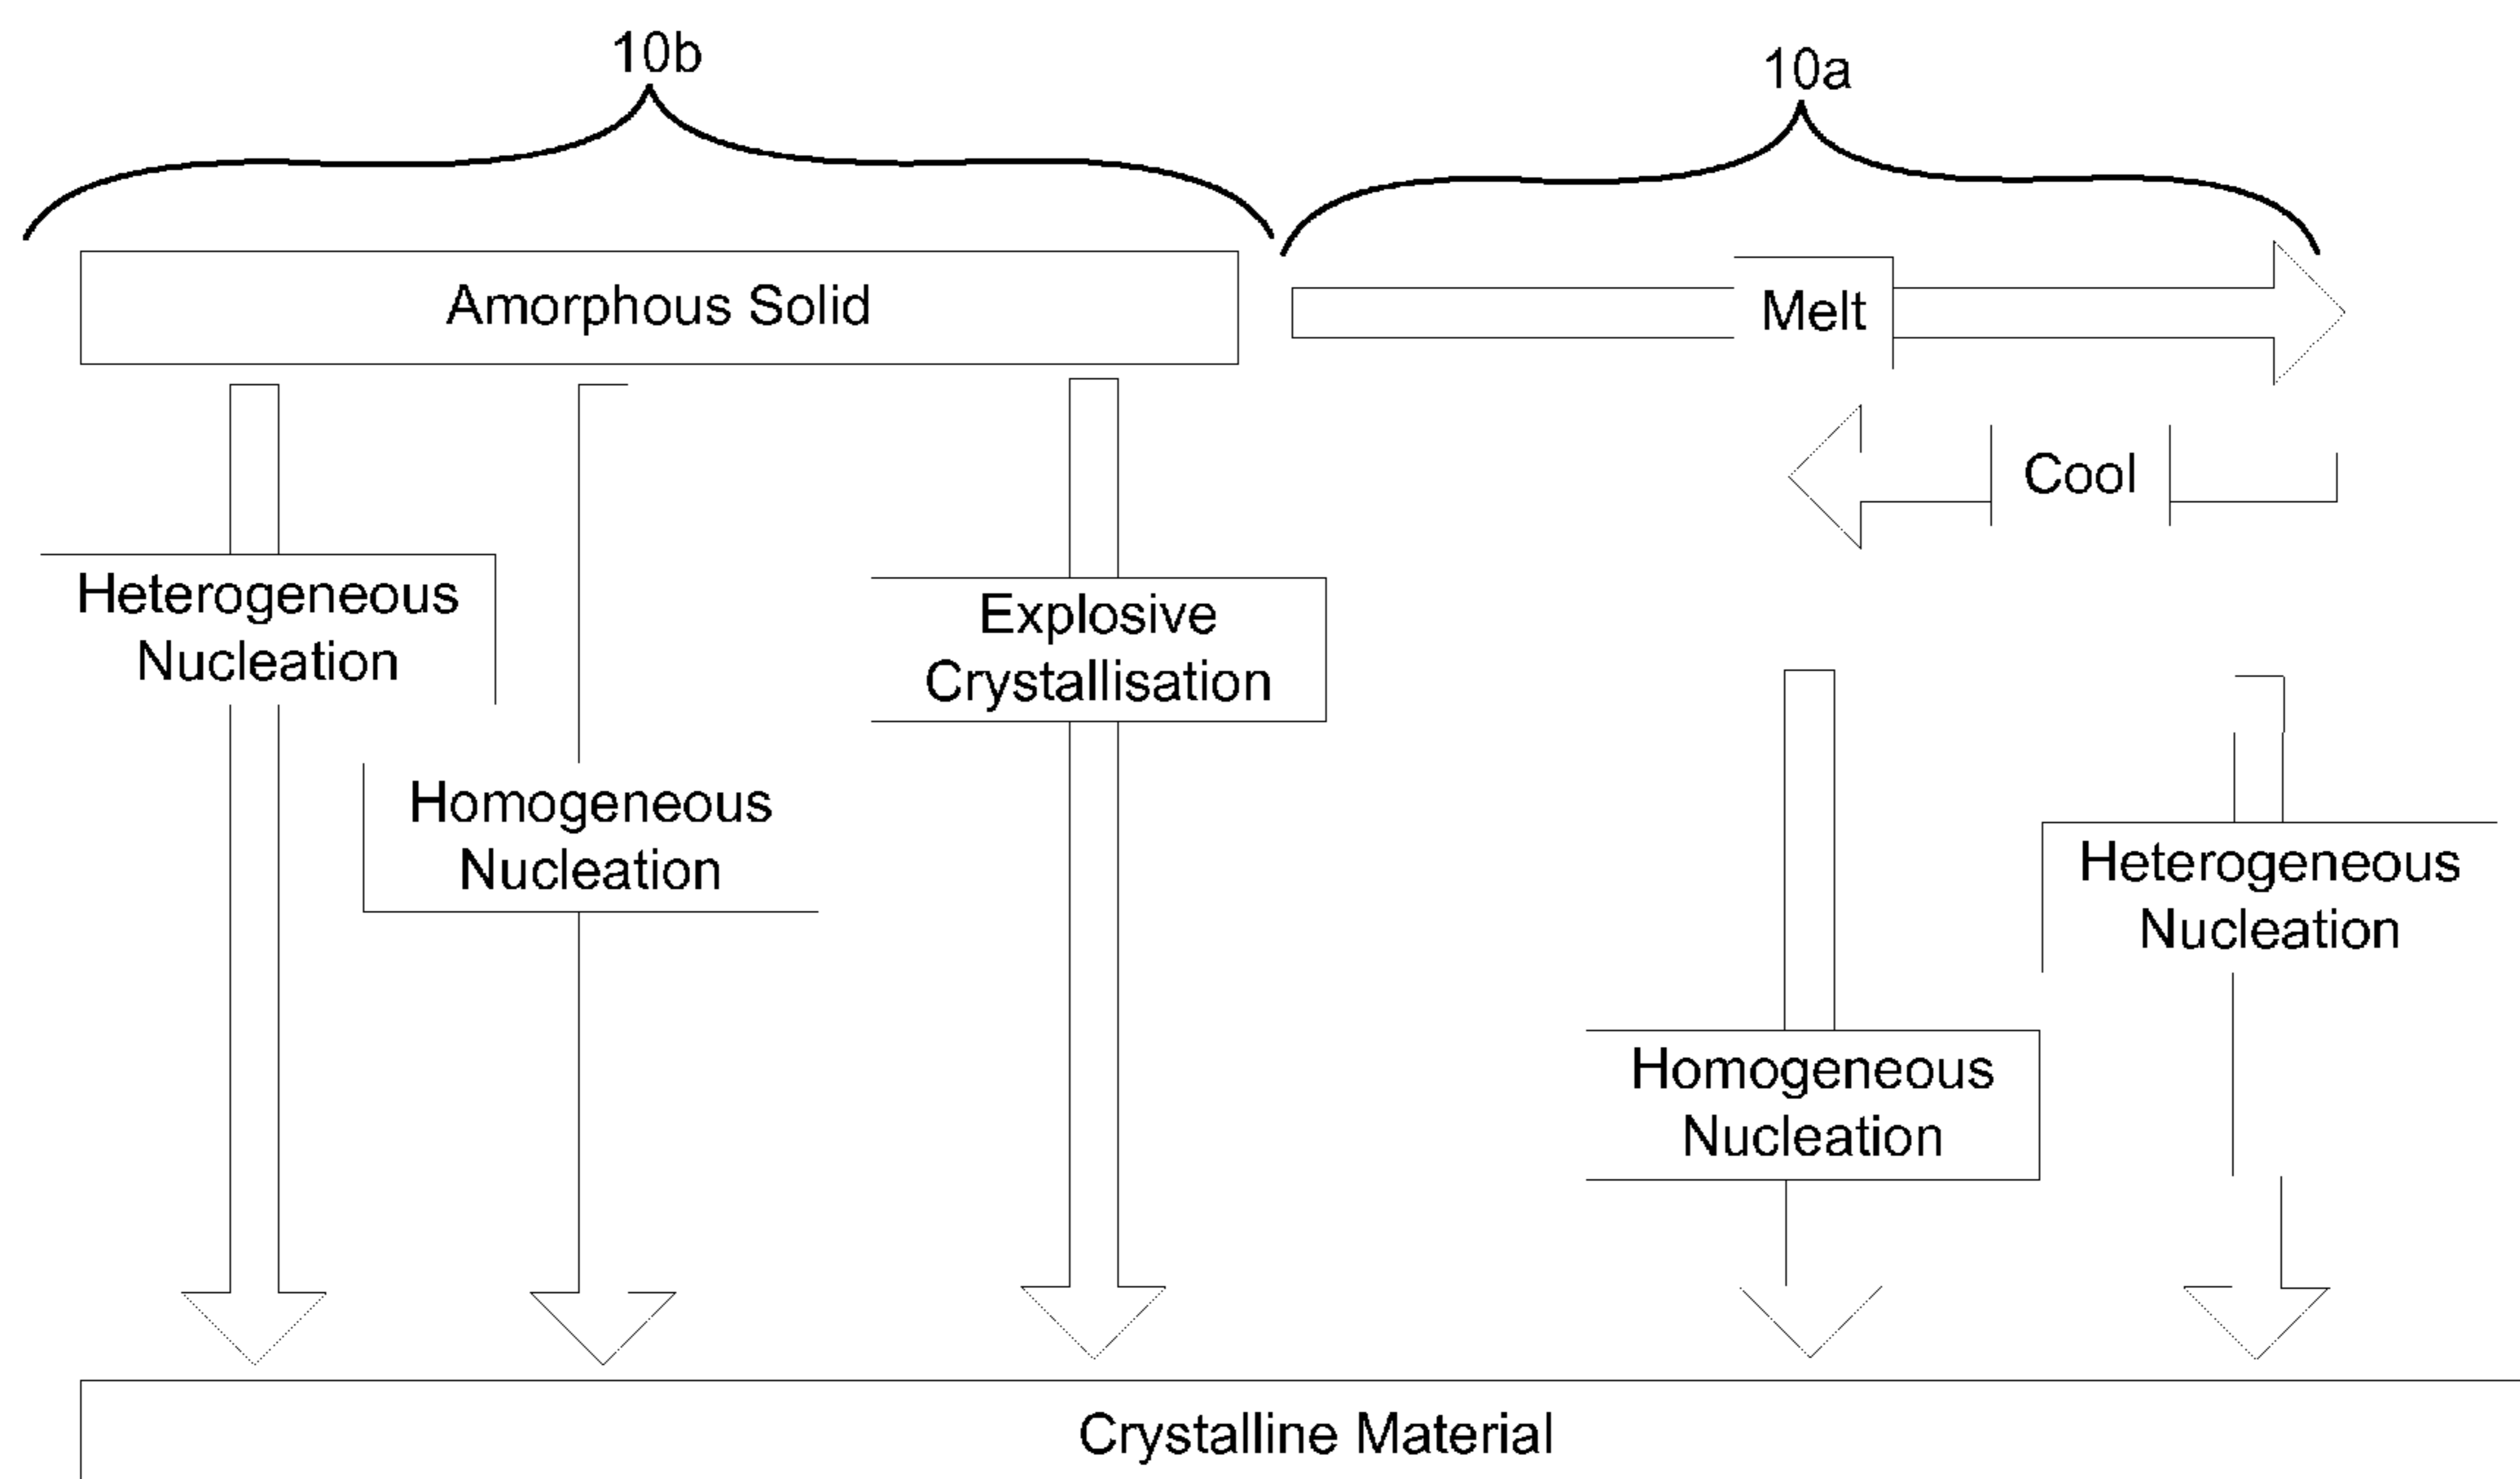 10b
10a
Amorphous Solid
Melt
Cool
Heterogeneous
Nucleation
Explosive
Crystallisation
Homogeneous
Nucleation
Heterogeneous
Nucleation
Homogeneous
Nucleation
Crystalline Material